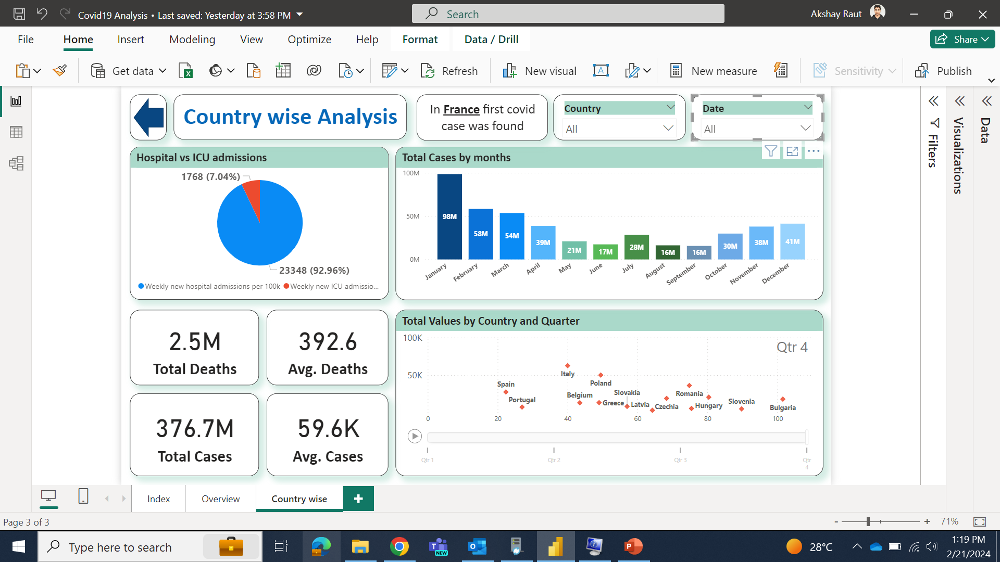 Covid19 Analysis • Last saved: Yesterday at 3:58 PM
Search
Akshay Raut
File
Home
Insert
Modeling
View
Optimize
Help
Format
Data / Drill
Share
Get data
Refresh
New visual
New measure
Sensitivity
Publish
Country wise Analysis
In France first covid
case was found
Country
All
Date
All
Filters
Visualizations
Data
Hospital vs ICU admissions
1768 (7.04%)
23348 (92.96%)
Weekly new hospital admissions per 100k
Weekly new ICU admissio...
Total Cases by months
100M
50M
0M
98M
58M
54M
39M
21M
17M
28M
16M
16M
30M
38M
41M
January
February
March
April
May
June
July
August
September
October
November
December
2.5M
Total Deaths
392.6
Avg. Deaths
376.7M
Total Cases
59.6K
Avg. Cases
Total Values by Country and Quarter
100K
50K
Qtr 4
Italy
Poland
Spain
Slovakia
Romania
Belgium
Portugal
Greece
Latvia
Czechia
Hungary
Slovenia
Bulgaria
0
20
40
60
80
100
Qtr 1
Qtr 2
Qtr 3
Qtr
4
Index
Overview
Country wise
Page 3 of 3
- +
71%
Type here to search
NEW
28°C
1:19 PM
2/21/2024